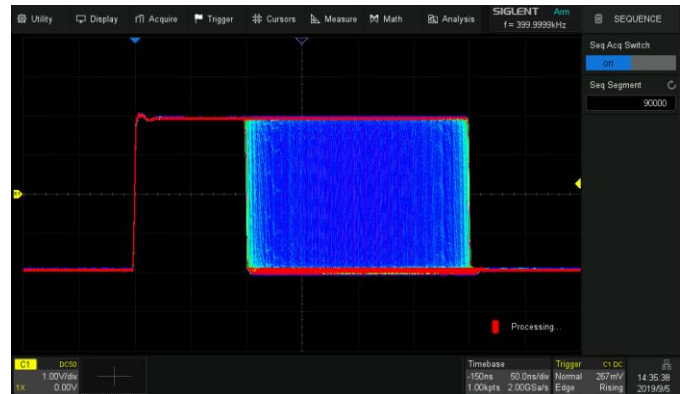 Utility Display Acquire Trigger Cursors Measure Math Analysis SIGLENT Arm
f = 399.9999kHz
SEQUENCE
Seq Acq Switch
on
Seq Segment
90000
Processing...
C1 DC50
1.00V/div
1X 0.00V
Timebase
-150ns 50.0ns/div
1.00kpts 2.00GSa/s
Trigger C1 DC
Normal 267mV
Edge Rising
14:35:38
2019/9/5